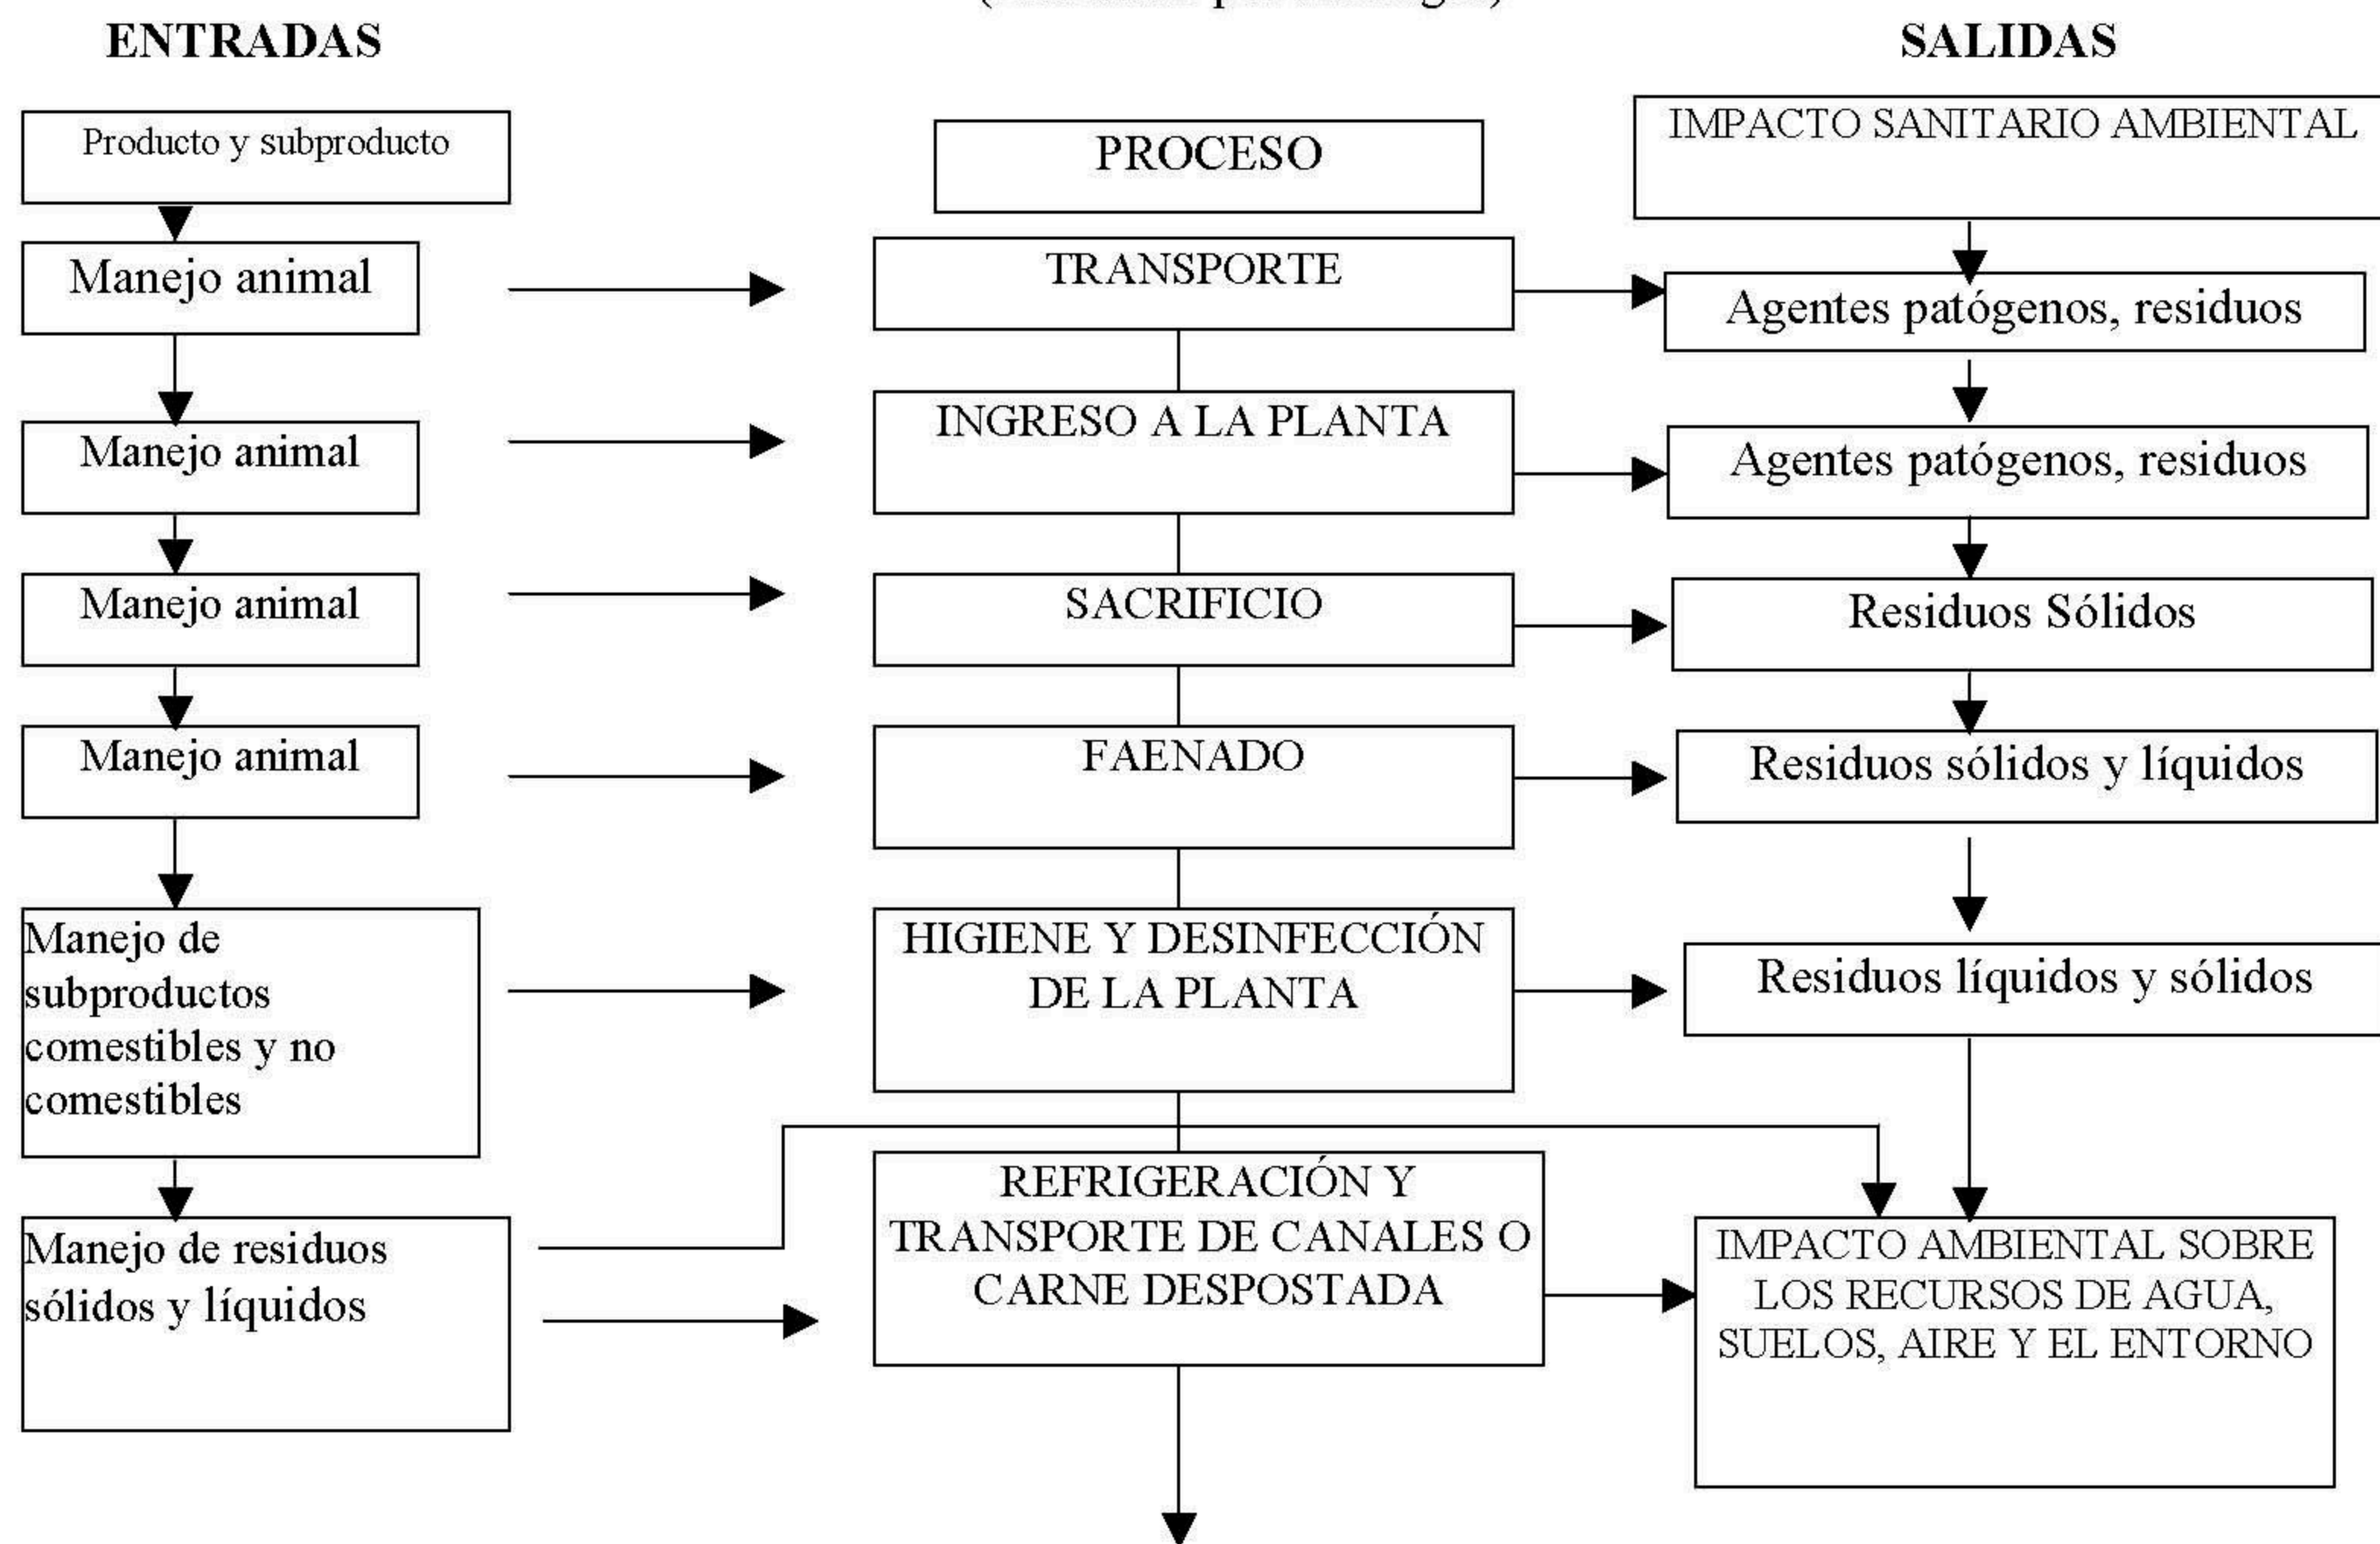 ENTRADAS
SALIDAS
Producto y subproducto
PROCESO
IMPACTO SANITARIO AMBIENTAL
Manejo animal
TRANSPORTE
Agentes patógenos, residuos
Manejo animal
INGRESO A LA PLANTA
Agentes patógenos, residuos
Manejo animal
SACRIFICIO
Residuos Sólidos
Manejo animal
FAENADO
Residuos sólidos y líquidos
Manejo de
subproductos
comestibles y no
comestibles
HIGIENE Y DESINFECCIÓN
DE LA PLANTA
Residuos líquidos y sólidos
Manejo de residuos
sólidos y líquidos
REFRIGERACIÓN Y
TRANSPORTE DE CANALES O
CARNE DESPOSTADA
IMPACTO AMBIENTAL SOBRE
LOS RECURSOS DE AGUA,
SUELOS, AIRE Y EL ENTORNO